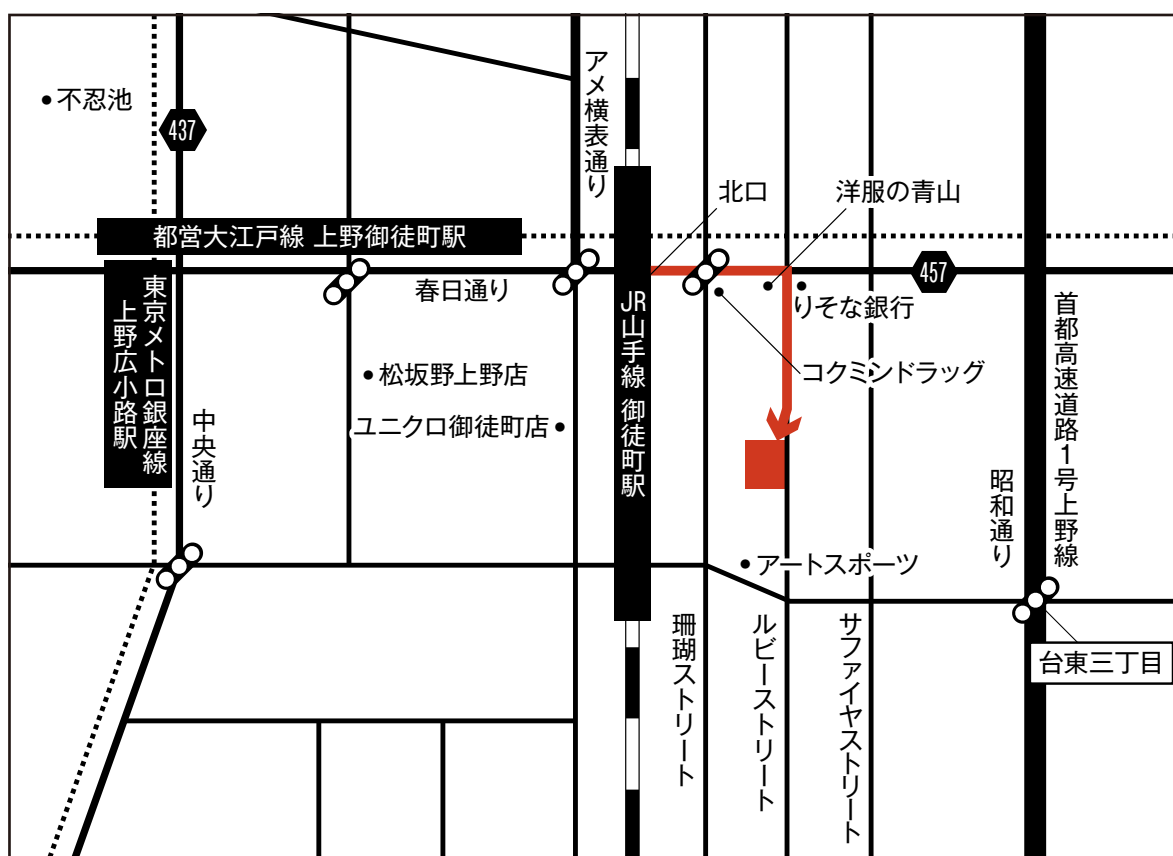 不忍池
437
アメ横表通り
北口
洋服の青山
都営大江戸線 上野御徒町駅
457
春日通り
りそな銀行
東京メトロ銀座線
上野広小路駅
JR山手線 御徒町駅
首都高速道路1号上野線
松坂野上野店
コクミンドラッグ
ユニクロ御徒町店
中央通り
昭和通り
アートスポーツ
珊瑚ストリート
ルビーストリート
サファイヤストリート
台東三丁目